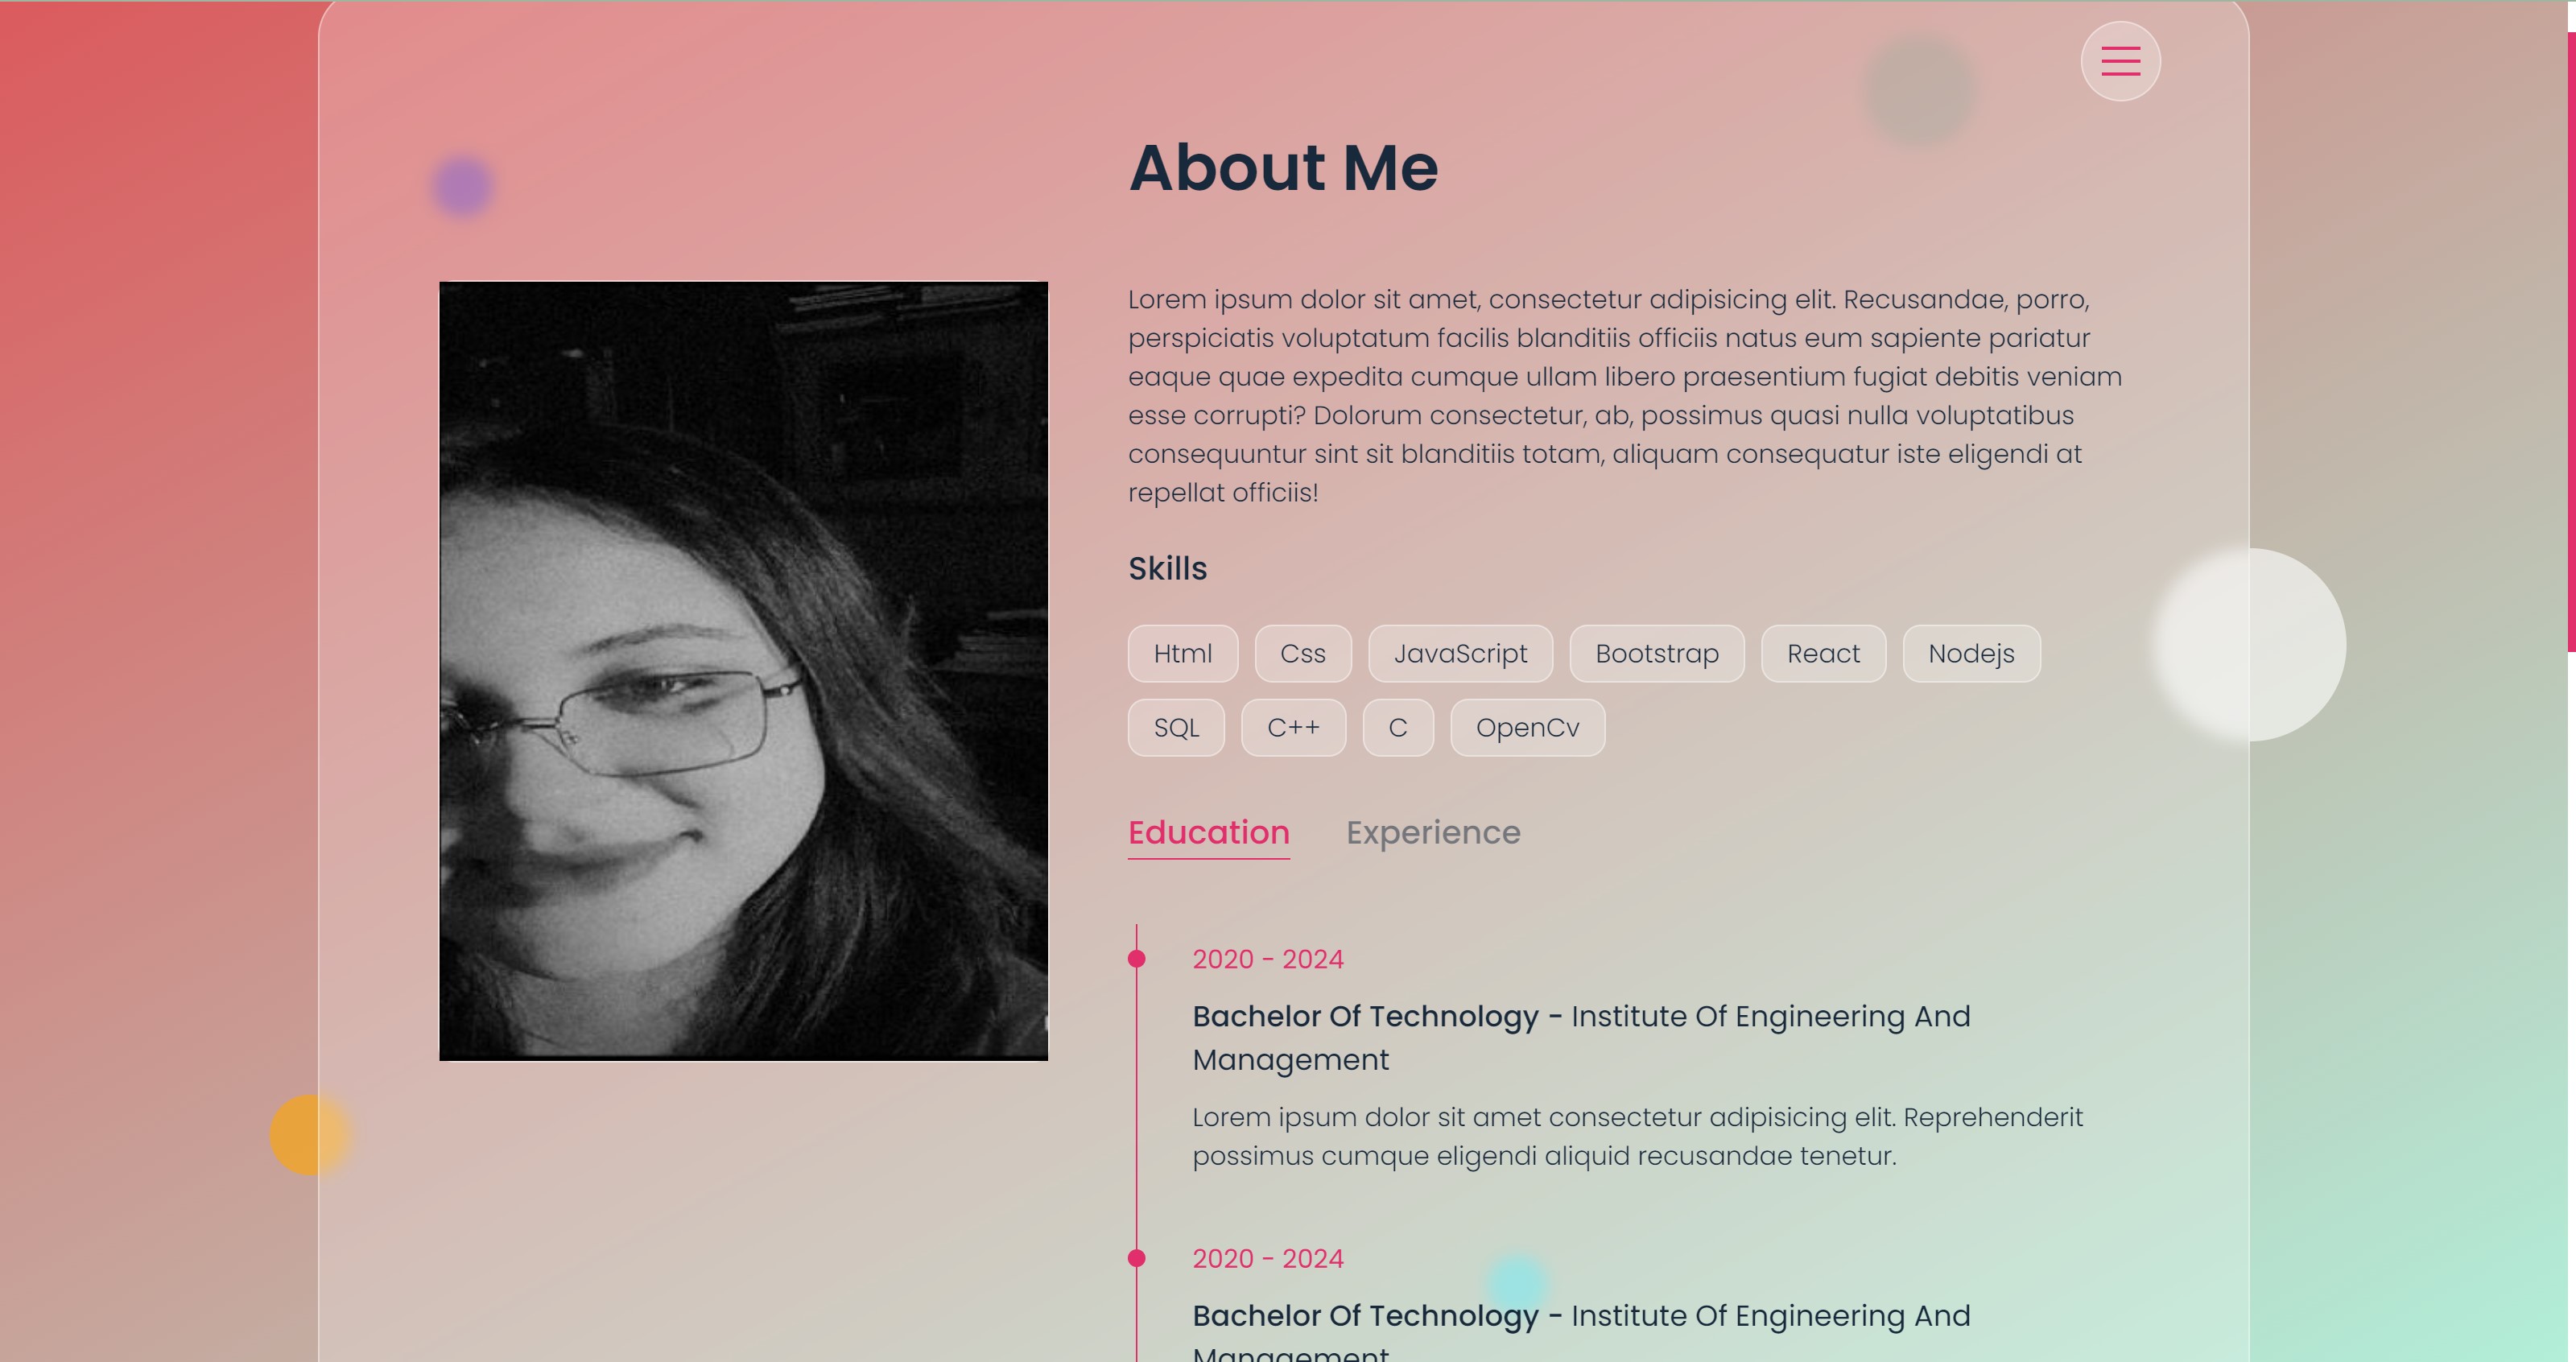 About Me
Lorem ipsum dolor sit amet, consectetur adipisicing elit. Recusandae, porro,
perspiciatis voluptatum facilis blanditiis officiis natus eum sapiente pariatur
eaque quae expedita cumque ullam libero praesentium fugiat debitis veniam
esse corrupti? Dolorum consectetur, ab, possimus quasi nulla voluptatibus
consequuntur sint sit blanditiis totam, aliquam consequatur iste eligendi at
repellat officiis!
Skills
Html Css JavaScript Bootstrap React Nodejs
SQL C++ C OpenCv
Education Experience
2020 - 2024
Bachelor Of Technology - Institute Of Engineering And
Management
Lorem ipsum dolor sit amet consectetur adipisicing elit. Reprehenderit
possimus cumque eligendi aliquid recusandae tenetur.
2020 - 2024
Bachelor Of Technology - Institute Of Engineering And
Management